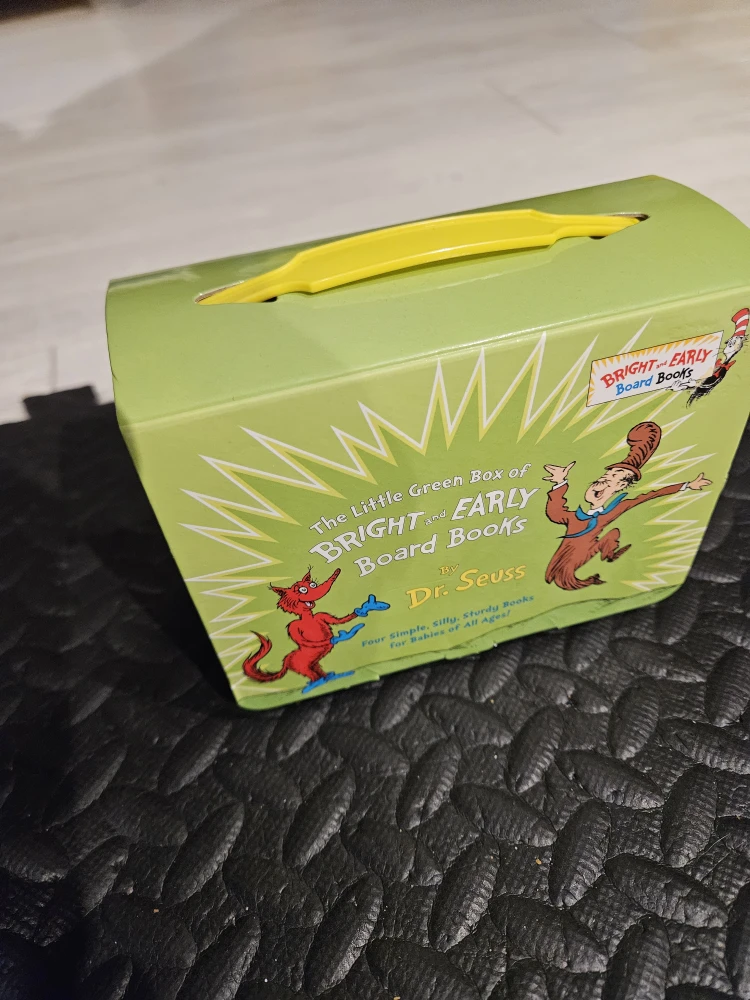 BRIGHT and EARLY
Board Books
The Little Green Box of
BRIGHT and EARLY
Board Books
By
Dr. Seuss
Four Simple, Silly, Sturdy Books
for Babies of All Ages!